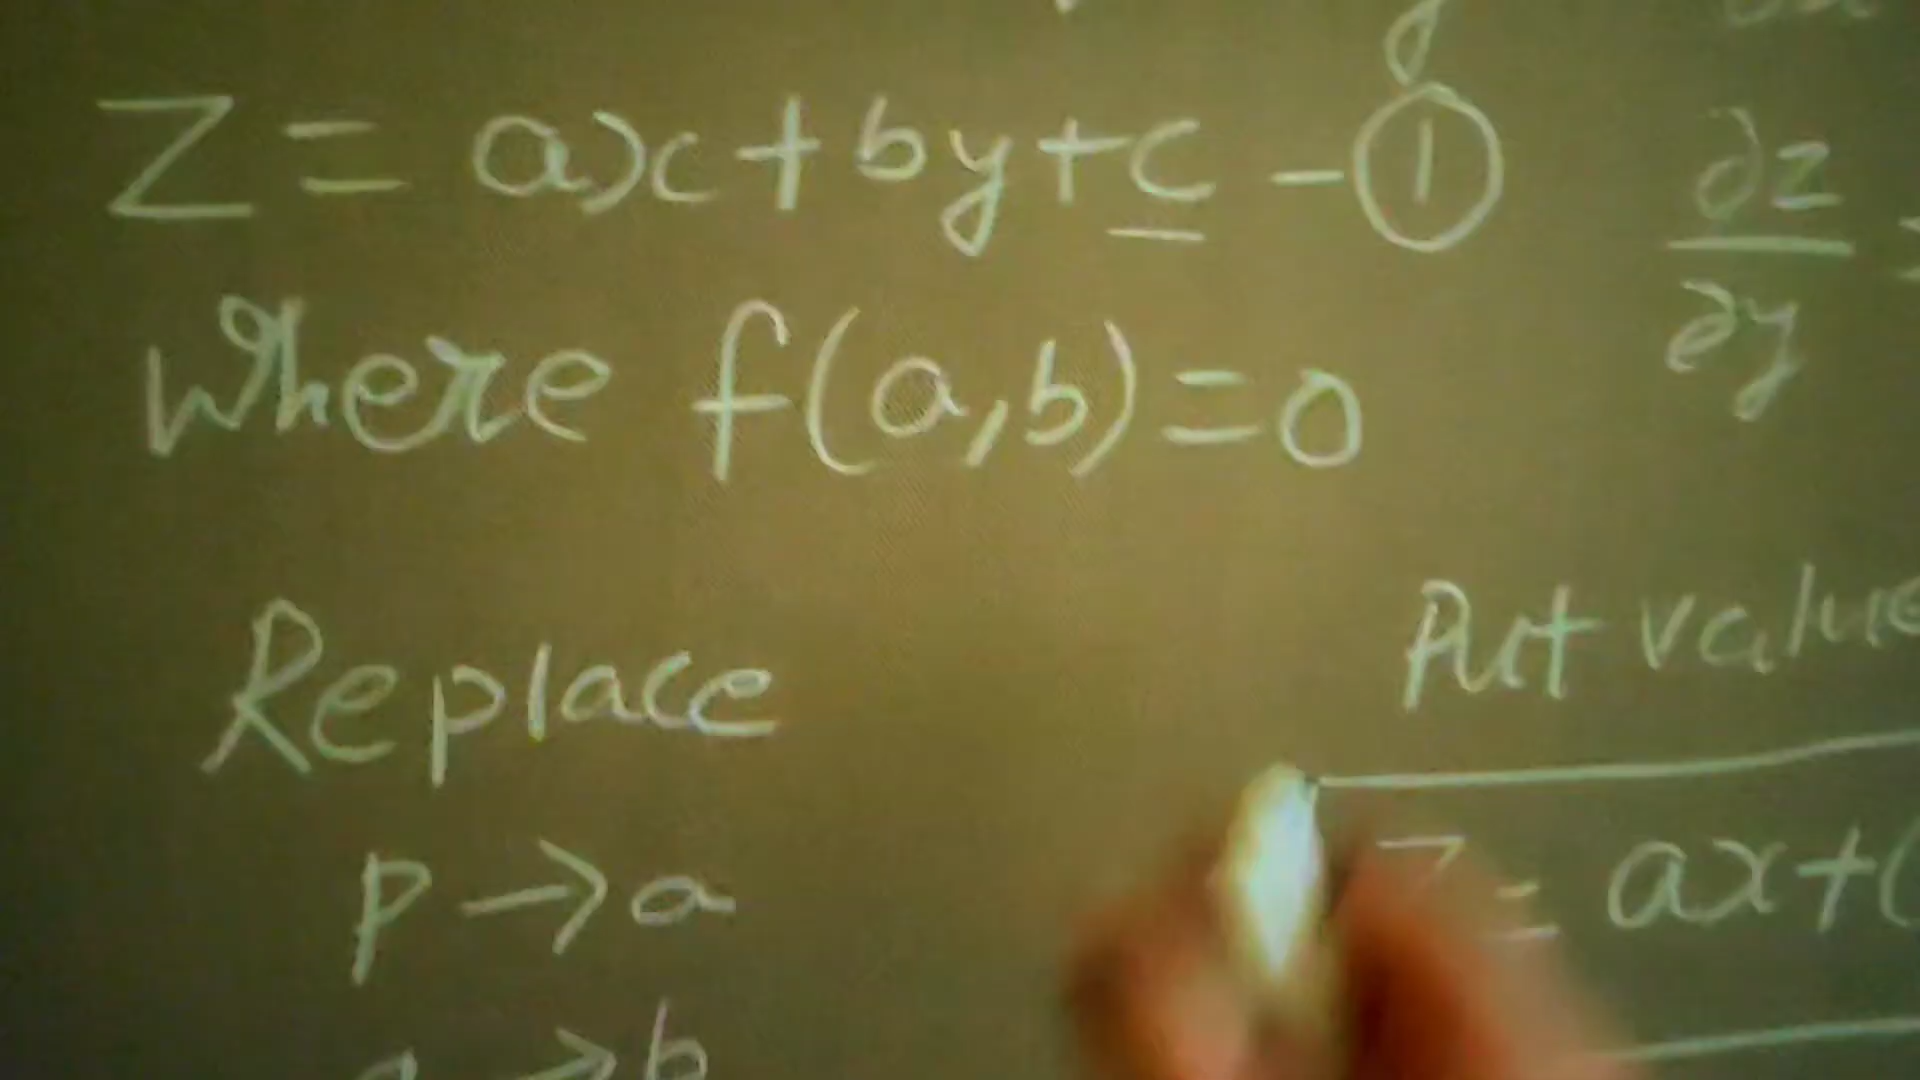 Z = ax + by + c - ①
where f(a,b) = 0
Replace
p → a
q → b
∂z
∂y
Put value
Z = ax + (